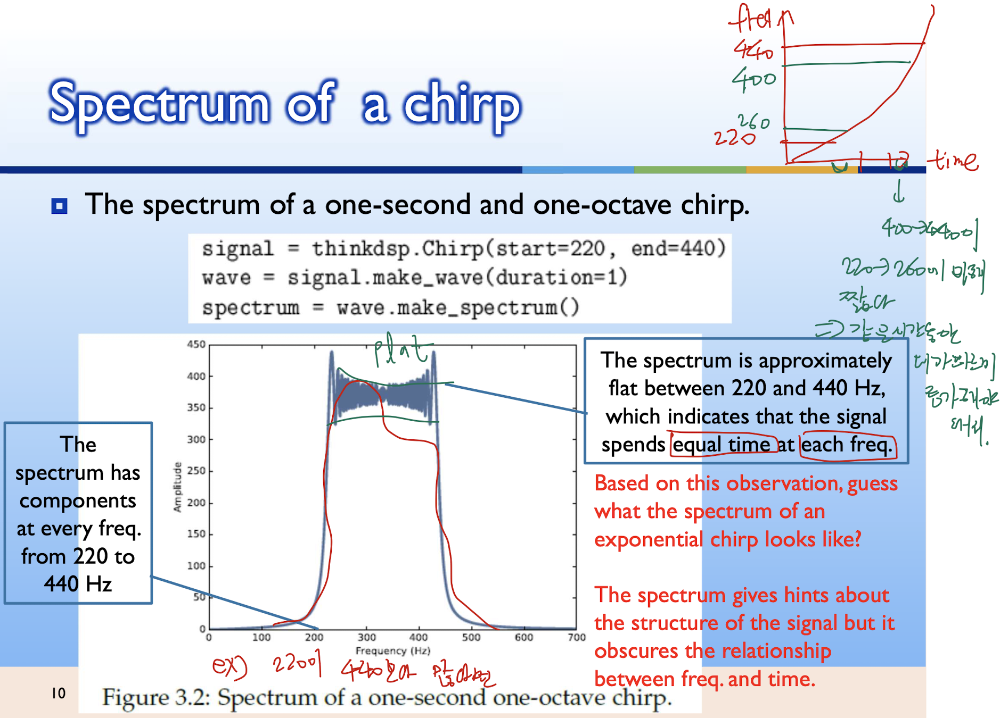 freq
440
400
260
220
time
Spectrum of a chirp
The spectrum of a one-second and one-octave chirp.
400→440이
220→260에 비해
짧다
⇒ 같은 시간동안
더 가파르게
증가
signal = thinkdsp.Chirp(start=220, end=440)
wave = signal.make_wave(duration=1)
spectrum = wave.make_spectrum()
plat
The
spectrum has
components
at every freq.
from 220 to
440 Hz
450
400
350
300
250
200
150
100
50
0
Amplitude
0 100 200 300 400 500 600 700
Frequency (Hz)
ex) 220이 440보다 많았다면
The spectrum is approximately
flat between 220 and 440 Hz,
which indicates that the signal
spends equal time at each freq.
Based on this observation, guess
what the spectrum of an
exponential chirp looks like?
The spectrum gives hints about
the structure of the signal but it
obscures the relationship
between freq. and time.
Figure 3.2: Spectrum of a one-second one-octave chirp.
10